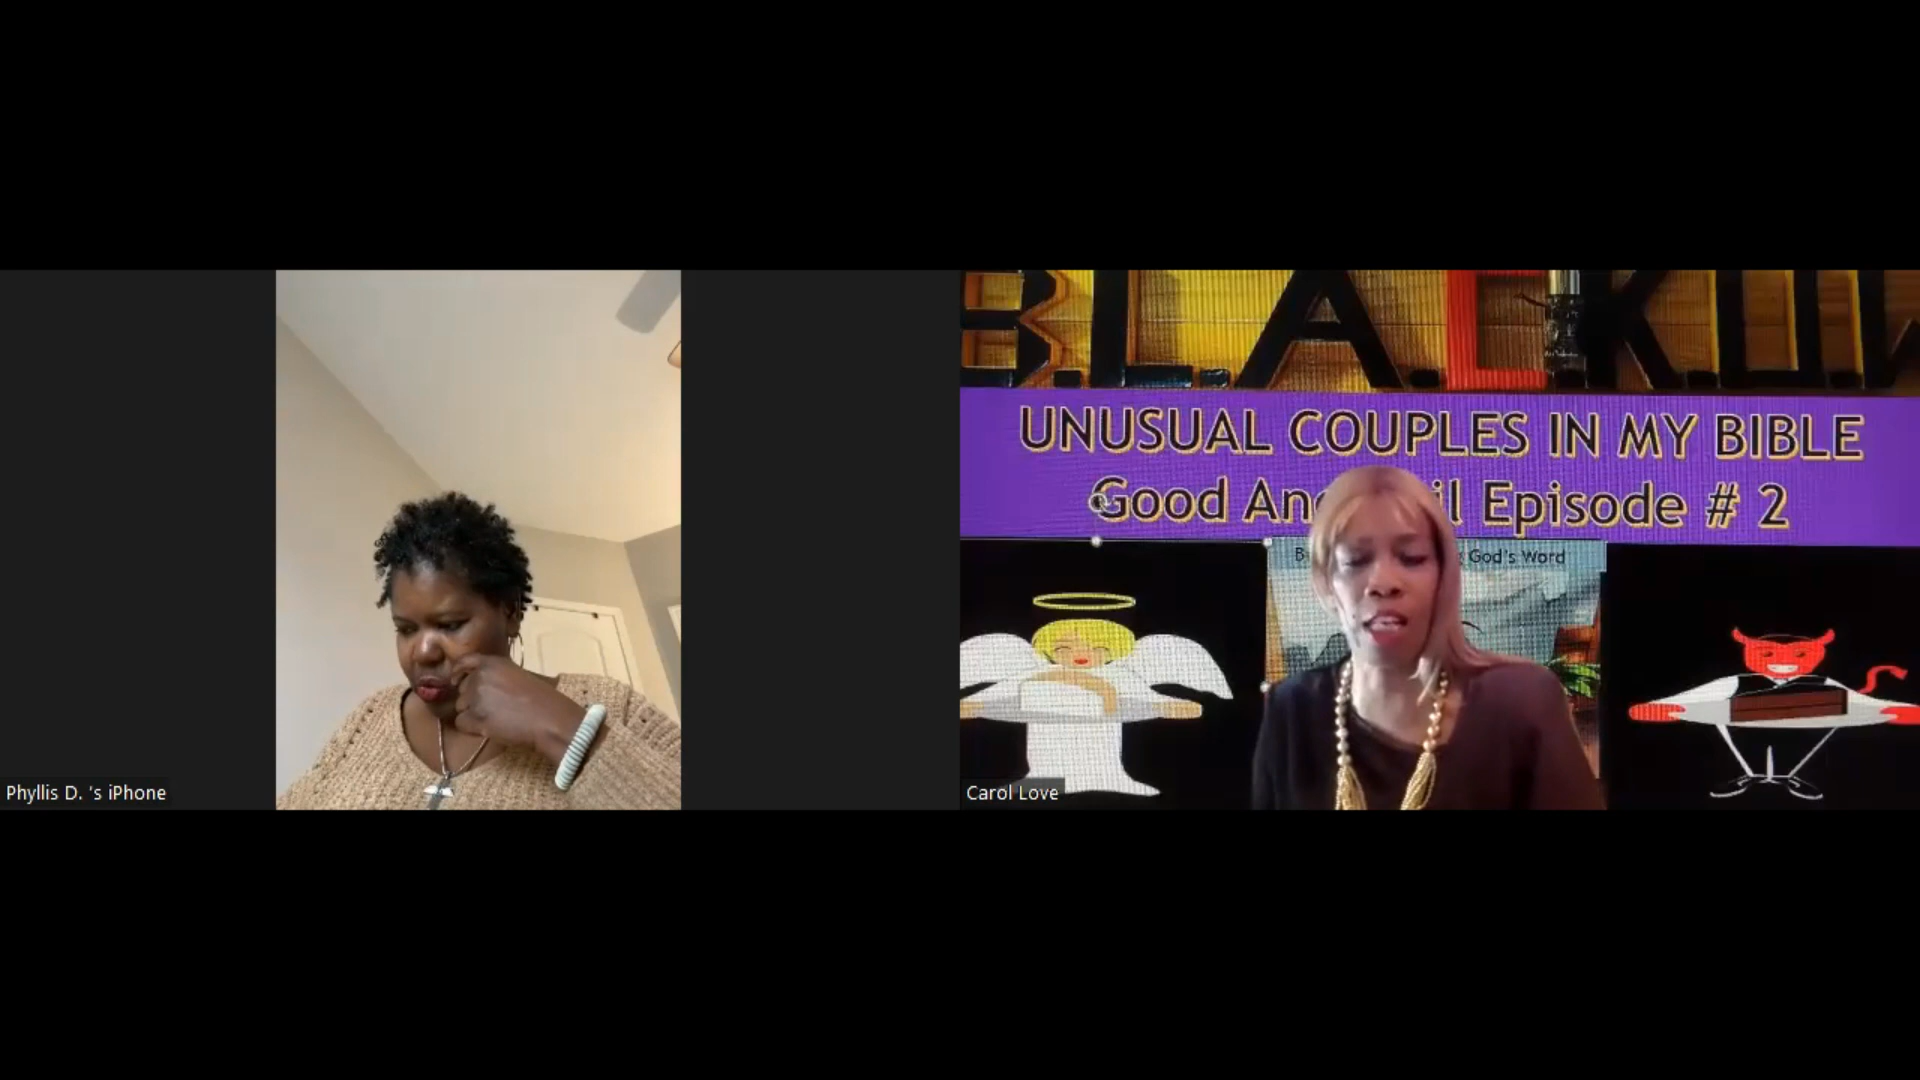 B.L.A.E.K.O.U
UNUSUAL COUPLES IN MY BIBLE
Good An il Episode # 2
God's Word
Phyllis D. ‘s iPhone
Carol Love